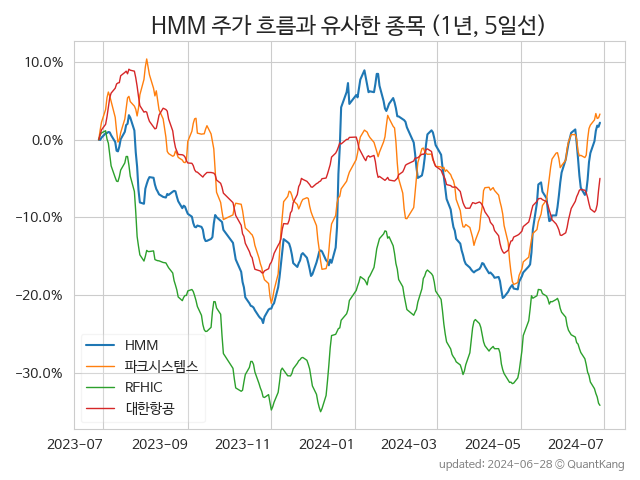 HMM 주가 흐름과 유사한 종목 (1년, 5일선)
10.0%
0.0%
-10.0%
-20.0%
-30.0%
HMM
파크시스템스
RFHIC
대한항공
2023-07 2023-09 2023-11 2024-01 2024-03 2024-05 2024-07
updated: 2024-06-28 © QuantKang